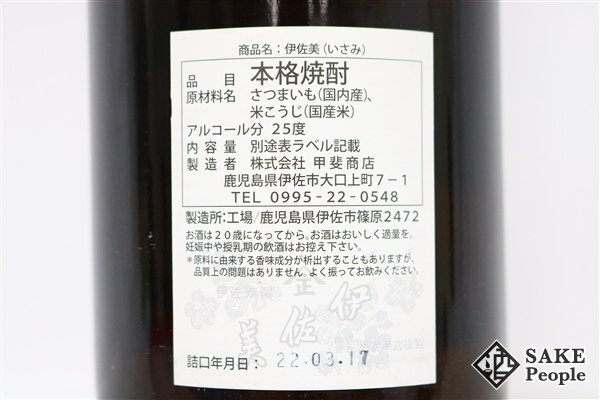 商品名：伊佐美（いさみ）
品　目　本格焼酎
原材料名　さつまいも（国内産）、
米こうじ（国産米）
アルコール分　25度
内 容 量　別途表ラベル記載
製 造 者　株式会社 甲斐商店
鹿児島県伊佐市大口上町7－1
TEL 0995－22－0548
製造所：工場/鹿児島県伊佐市篠原2472
お酒は２０歳になってから。お酒はおいしく適量を。
妊娠中や授乳期の飲酒はお控え下さい。
＊原料に由来する香味成分が析出することもありますが、
品質上の問題はありません。よく振ってお飲みください。
伊佐焼酎
伊佐美
詰口年月日： 22.03.17
SAKE
People